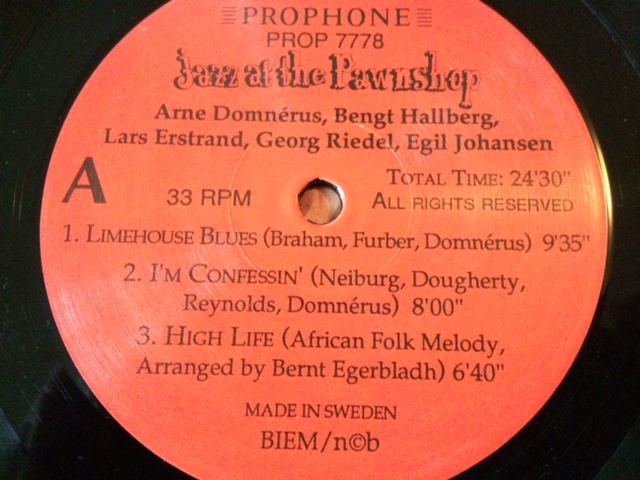 PROPHONE
PROP 7778
Jazz at the Pawnshop
Arne Domnérus, Bengt Hallberg,
Lars Erstrand, Georg Riedel, Egil Johansen
A
33 RPM
TOTAL TIME: 24'30"
ALL RIGHTS RESERVED
1. LIMEHOUSE BLUES (Braham, Furber, Domnérus) 9'35"
2. I'M CONFESSIN' (Neiburg, Dougherty,
Reynolds, Domnérus) 8'00"
3. HIGH LIFE (African Folk Melody,
Arranged by Bernt Egerbladh) 6'40"
MADE IN SWEDEN
BIEM/n©b